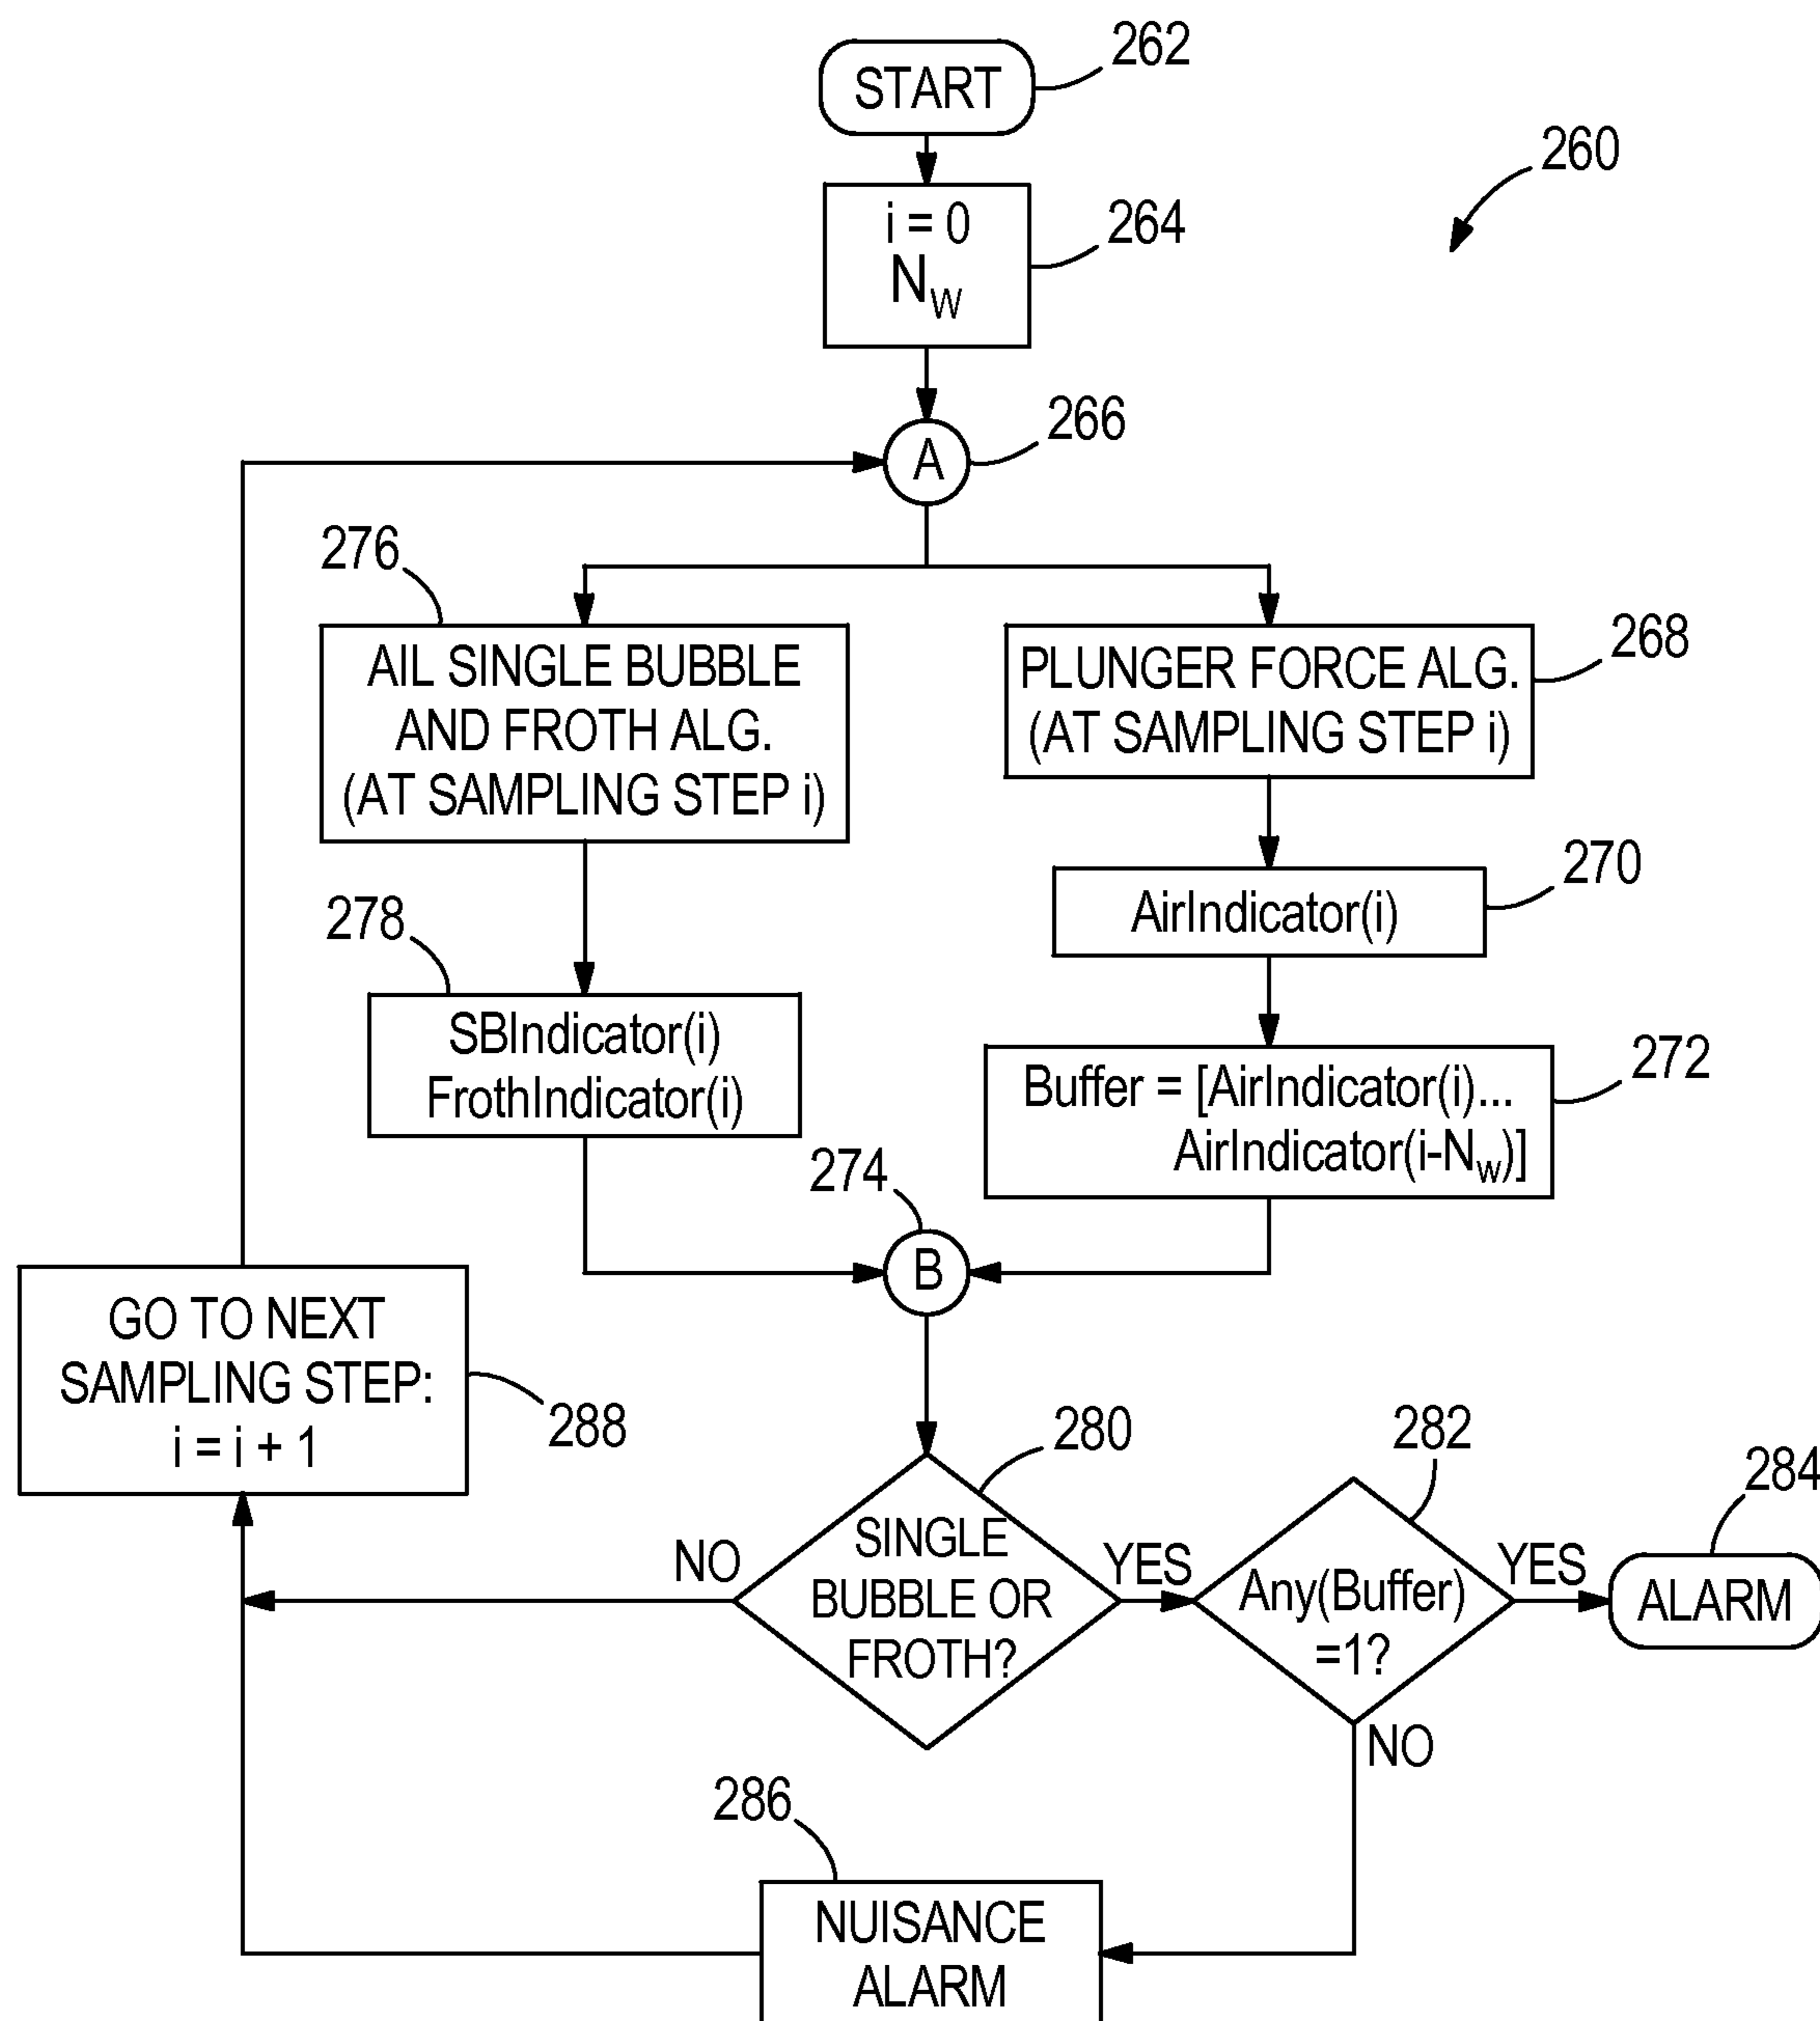 262
START
260
i = 0
264
NW
266
A
276
268
AIL SINGLE BUBBLE
AND FROTH ALG.
(AT SAMPLING STEP i)
PLUNGER FORCE ALG.
(AT SAMPLING STEP i)
270
AirIndicator(i)
278
SBIndicator(i)
FrothIndicator(i)
272
Buffer = [AirIndicator(i)...
AirIndicator(i-Nw)]
274
B
GO TO NEXT
SAMPLING STEP:
i = i + 1
288
280
282
284
NO
SINGLE
BUBBLE OR
FROTH?
YES
Any(Buffer)
=1?
YES
ALARM
NO
286
NUISANCE
ALARM